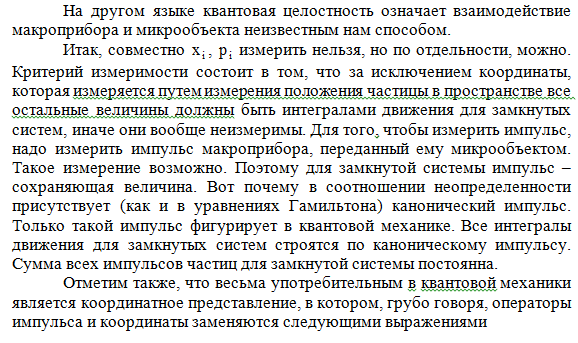 На другом языке квантовая целостность означает взаимодействие
макроприбора и микрообъекта неизвестным нам способом.
Итак, совместно x i , p i измерить нельзя, но по отдельности, можно.
Критерий измеримости состоит в том, что за исключением координаты,
которая измеряется путем измерения положения частицы в пространстве все
остальные величины должны быть интегралами движения для замкнутых
систем, иначе они вообще неизмеримы. Для того, чтобы измерить импульс,
надо измерить импульс макроприбора, переданный ему микрообъектом.
Такое измерение возможно. Поэтому для замкнутой системы импульс –
сохраняющая величина. Вот почему в соотношении неопределенности
присутствует (как и в уравнениях Гамильтона) канонический импульс.
Только такой импульс фигурирует в квантовой механике. Все интегралы
движения для замкнутых систем строятся по каноническому импульсу.
Сумма всех импульсов частиц для замкнутой системы постоянна.
Отметим также, что весьма употребительным в квантовой механики
является координатное представление, в котором, грубо говоря, операторы
импульса и координаты заменяются следующими выражениями